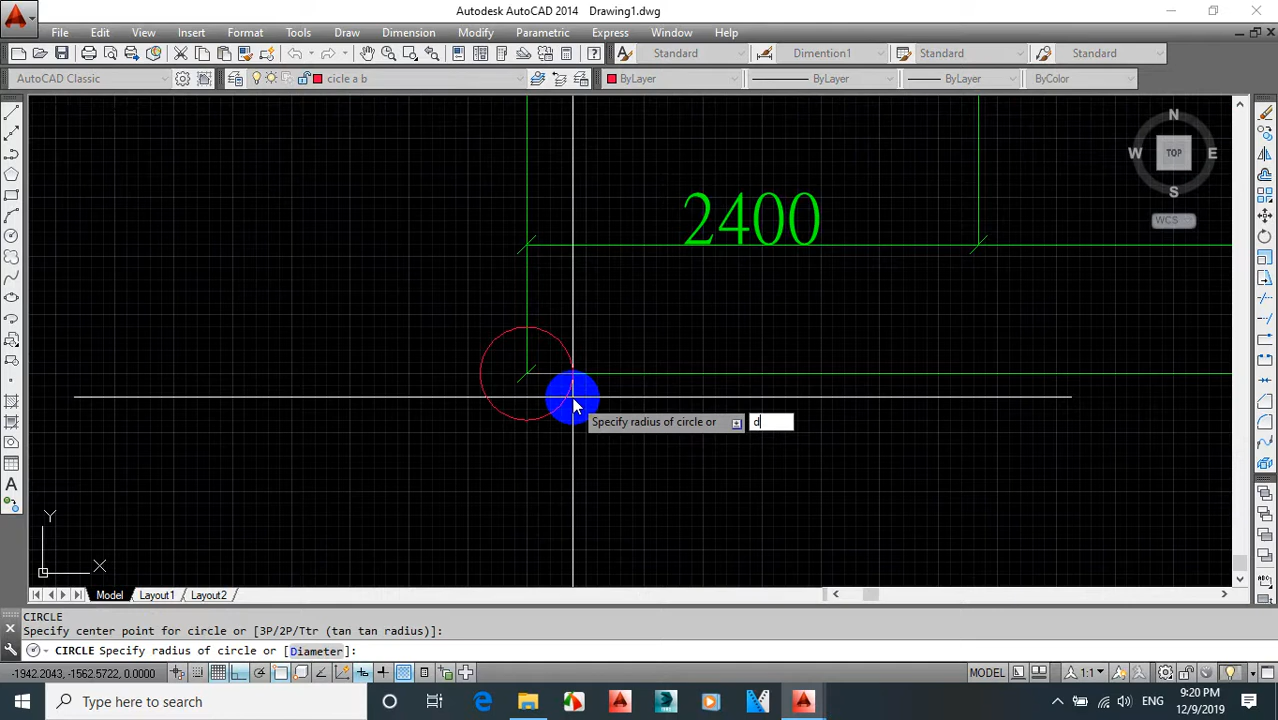 Autodesk AutoCAD 2014 Drawing1.dwg
File Edit View Insert Format Tools Draw Dimension Modify Parametric Express Window Help
Standard Dimention1 Standard Standard
AutoCAD Classic cicle a b ByLayer ByLayer ByLayer ByColor
N
W TOP E
S
WCS
2400
Specify radius of circle or d
Y
X
Model Layout1 Layout2
CIRCLE
Specify center point for circle or [3P/2P/Ttr (tan tan radius)]:
CIRCLE Specify radius of circle or [Diameter]:
-1942.2043, -1562.5722, 0.0000 MODEL 1:1
Type here to search
ENG
9:20 PM
12/9/2019